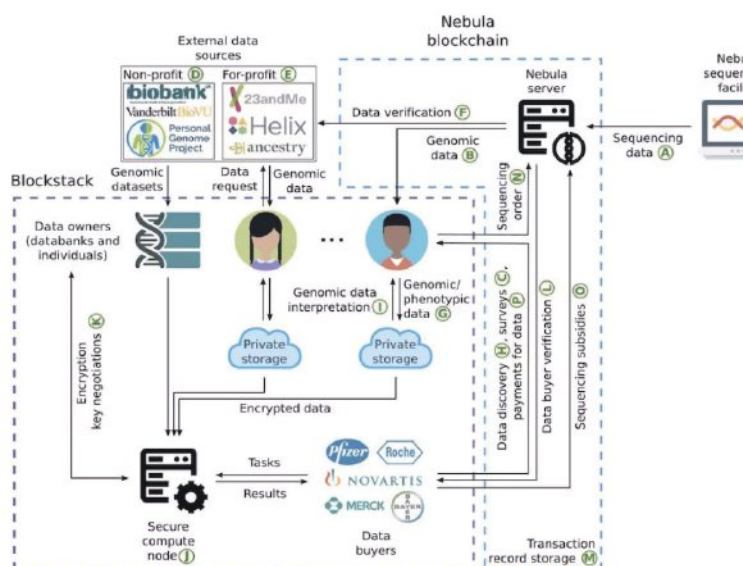 Nebula
blockchain
External data
sources
Non-profit D
For-profit E
biobank
Vanderbilt BioVU
Personal
Genome
Project
23andMe
Helix
ancestry
Data verification F
Genomic
data B
Nebula
server
sequencing
Sequencing
data A
Blockstack
Genomic
datasets
Data
request
Genomic
data
Sequencing
order N
Data owners
(databanks and
individuals)
...
Genomic data
interpretation I
Genomic/
phenotypic
data G
Private
storage
Private
storage
Encrypted data
Encryption
key negotiations K
Data discovery H, surveys C,
payments for data P
Data buyer verification L
Sequencing subsidies O
Tasks
Results
Pfizer
Roche
NOVARTIS
MERCK
BAYER
BAYER
Secure
compute
node J
Data
buyers
Transaction
record storage M